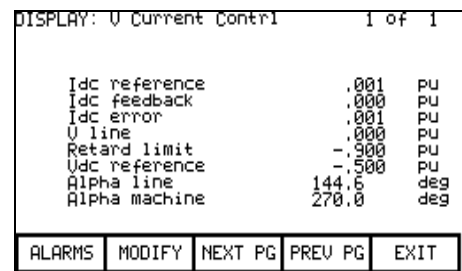 DISPLAY: V Current Contrl 1 of 1
Idc reference .001 pu
Idc feedback .000 pu
Idc error .001 pu
V line .000 pu
Retard limit -.900 pu
Vdc reference -.500 pu
Alpha line 144.6 deg
Alpha machine 270.0 deg
ALARMS MODIFY NEXT PG PREV PG EXIT